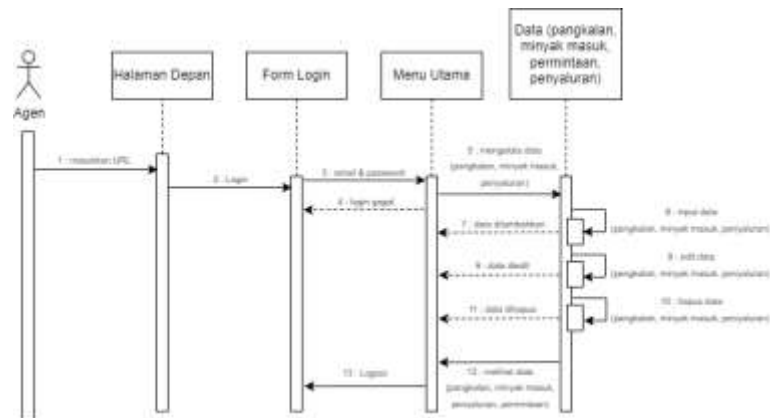 Data (pangkalan,
minyak masuk,
permintaan,
penyaluran)
Halaman Depan
Form Login
Menu Utama
Agen
1 : masukkan URL
2 : Login
3 : email & password
4 : login gagal
5 : mengelola data
(pangkalan, minyak masuk,
penyaluran)
6 : input data
(pangkalan, minyak masuk, penyaluran)
7 : data ditambahkan
8 : edit data
(pangkalan, minyak masuk, penyaluran)
9 : data diedit
10 : hapus data
(pangkalan, minyak masuk, penyaluran)
11 : data dihapus
12 : melihat data
(pangkalan, minyak masuk,
penyaluran, permintaan)
13 : Logout